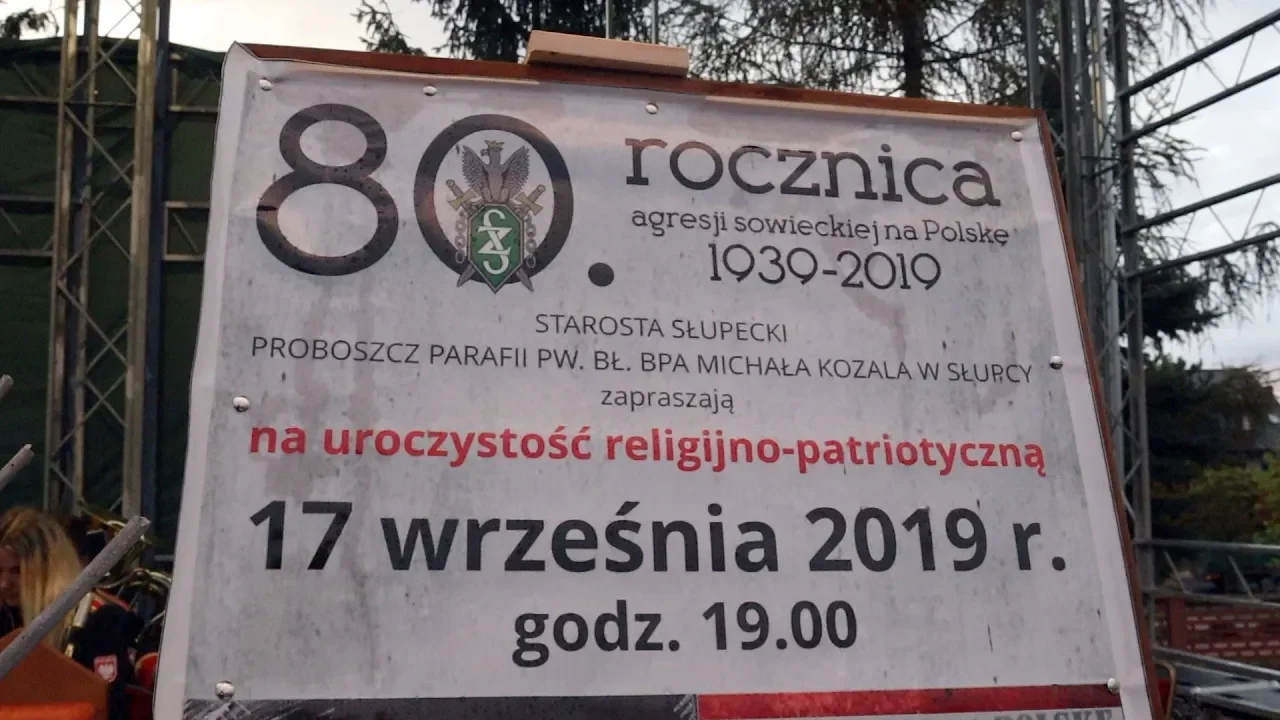 80. rocznica
agresji sowieckiej na Polskę
1939-2019
STAROSTA SŁUPECKI
PROBOSZCZ PARAFII PW. BŁ. BPA MICHAŁA KOZALA W SŁUPCY
zapraszają
na uroczystość religijno-patriotyczną
17 września 2019 r.
godz. 19.00